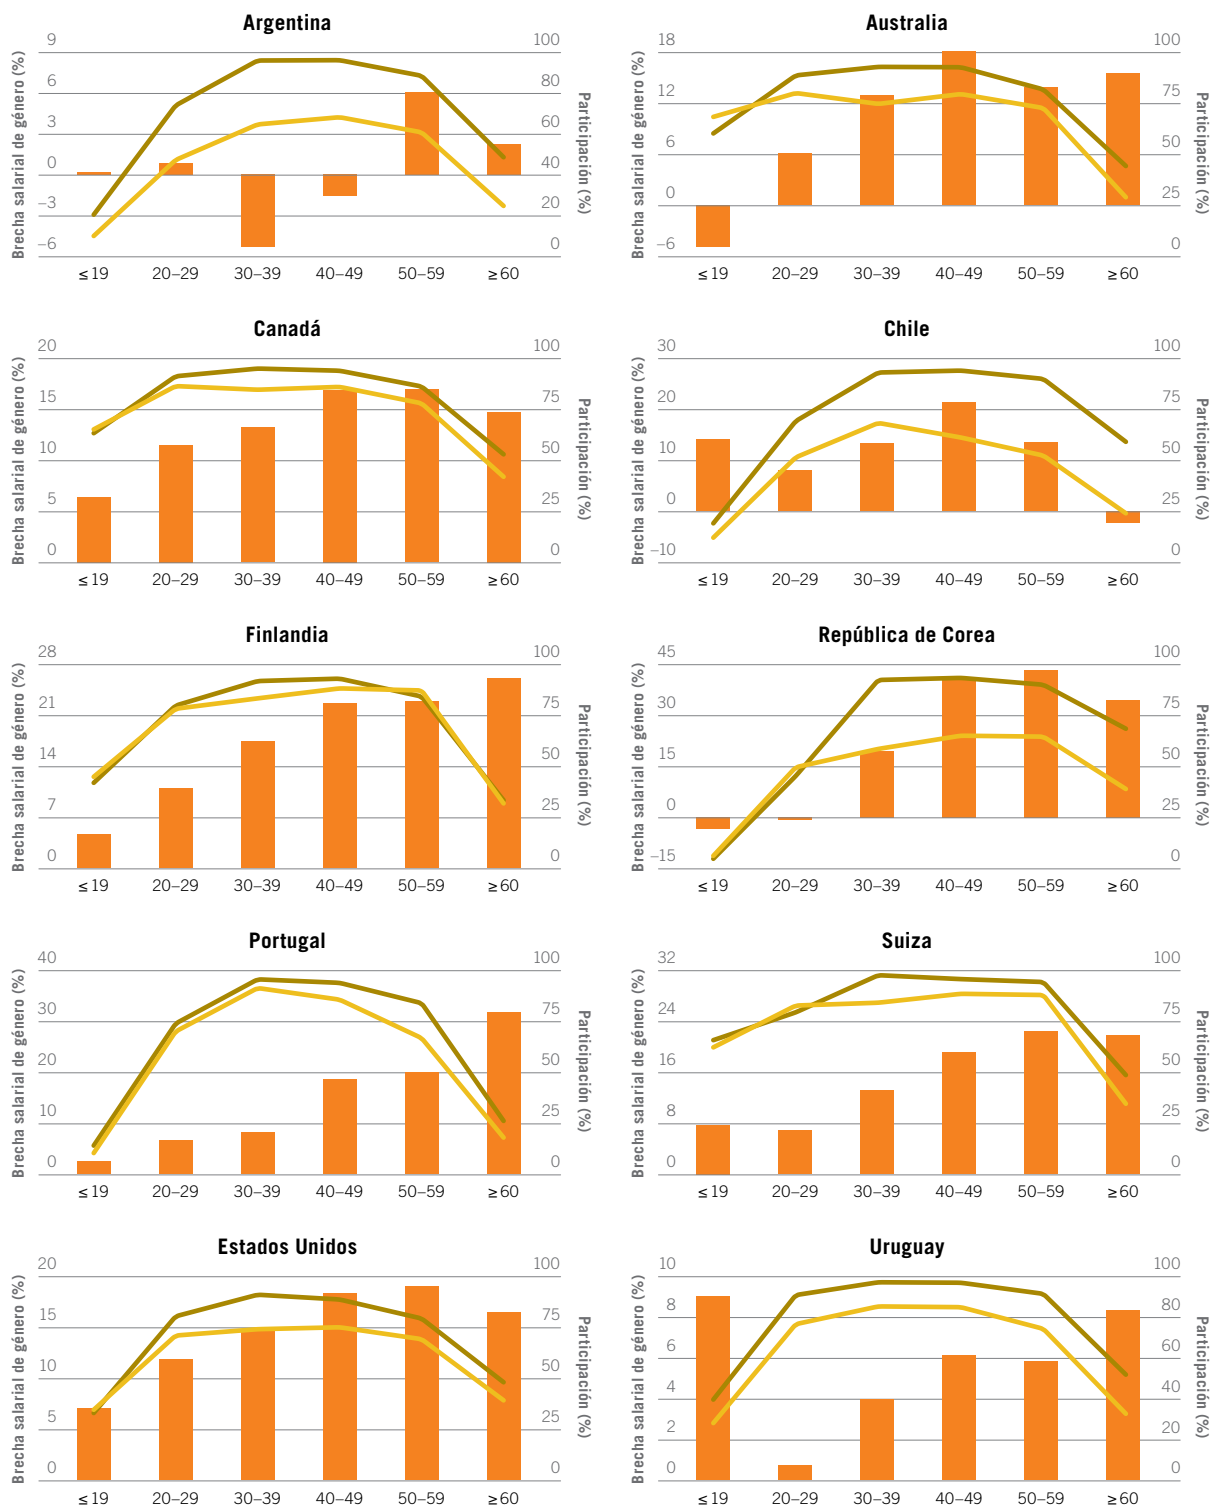 Argentina
Brecha salarial de género (%)
9
6
3
0
–3
–6
100
80
60
40
20
0
Participación (%)
≤ 19 20–29 30–39 40–49 50–59 ≥ 60
Australia
Brecha salarial de género (%)
18
12
6
0
–6
100
75
50
25
0
Participación (%)
≤ 19 20–29 30–39 40–49 50–59 ≥ 60
Canadá
Brecha salarial de género (%)
20
15
10
5
0
100
75
50
25
0
Participación (%)
≤ 19 20–29 30–39 40–49 50–59 ≥ 60
Chile
Brecha salarial de género (%)
30
20
10
0
–10
100
75
50
25
0
Participación (%)
≤ 19 20–29 30–39 40–49 50–59 ≥ 60
Finlandia
Brecha salarial de género (%)
28
21
14
7
0
100
75
50
25
0
Participación (%)
≤ 19 20–29 30–39 40–49 50–59 ≥ 60
República de Corea
Brecha salarial de género (%)
45
30
15
0
–15
100
75
50
25
0
Participación (%)
≤ 19 20–29 30–39 40–49 50–59 ≥ 60
Portugal
Brecha salarial de género (%)
40
30
20
10
0
100
75
50
25
0
Participación (%)
≤ 19 20–29 30–39 40–49 50–59 ≥ 60
Suiza
Brecha salarial de género (%)
32
24
16
8
0
100
75
50
25
0
Participación (%)
≤ 19 20–29 30–39 40–49 50–59 ≥ 60
Estados Unidos
Brecha salarial de género (%)
20
15
10
5
0
100
75
50
25
0
Participación (%)
≤ 19 20–29 30–39 40–49 50–59 ≥ 60
Uruguay
Brecha salarial de género (%)
10
8
6
4
2
0
100
80
60
40
20
0
Participación (%)
≤ 19 20–29 30–39 40–49 50–59 ≥ 60